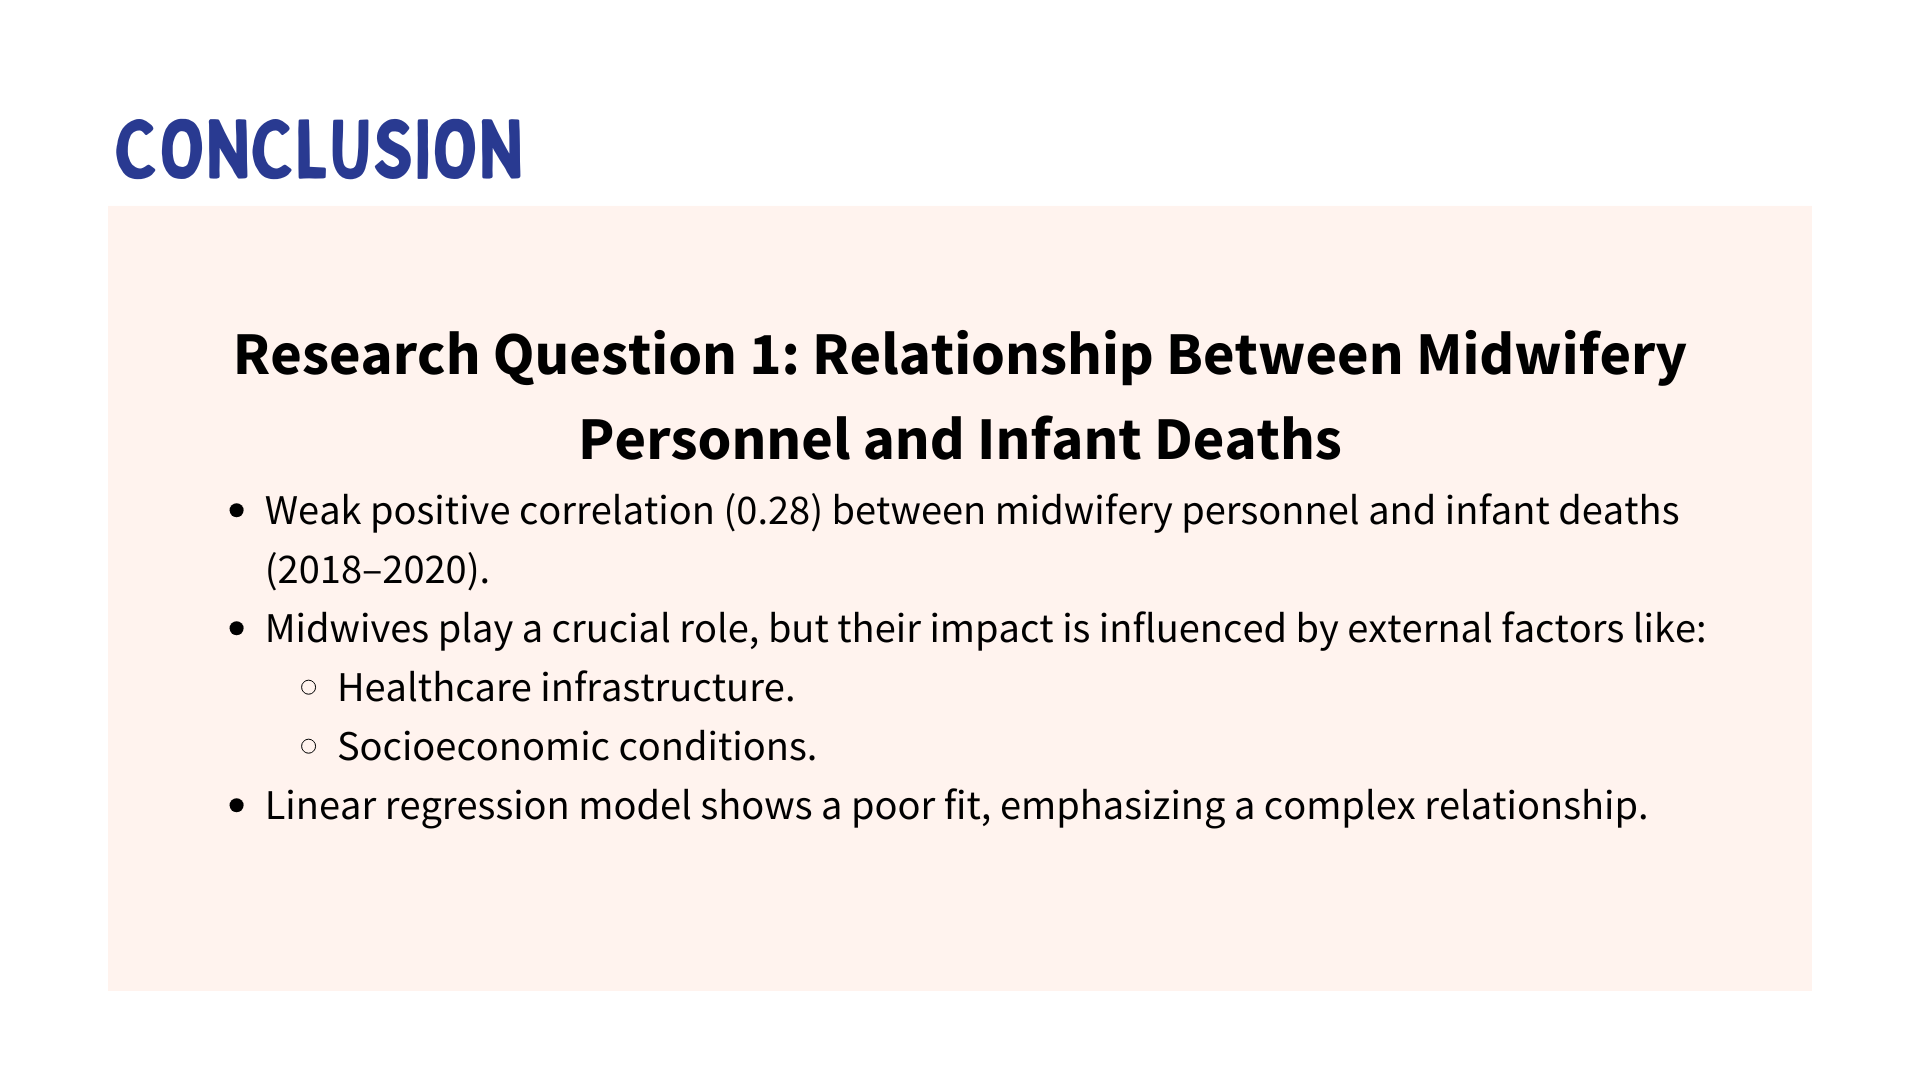 CONCLUSION
Research Question 1: Relationship Between Midwifery
Personnel and Infant Deaths
• Weak positive correlation (0.28) between midwifery personnel and infant deaths
(2018–2020).
• Midwives play a crucial role, but their impact is influenced by external factors like:
○ Healthcare infrastructure.
○ Socioeconomic conditions.
• Linear regression model shows a poor fit, emphasizing a complex relationship.